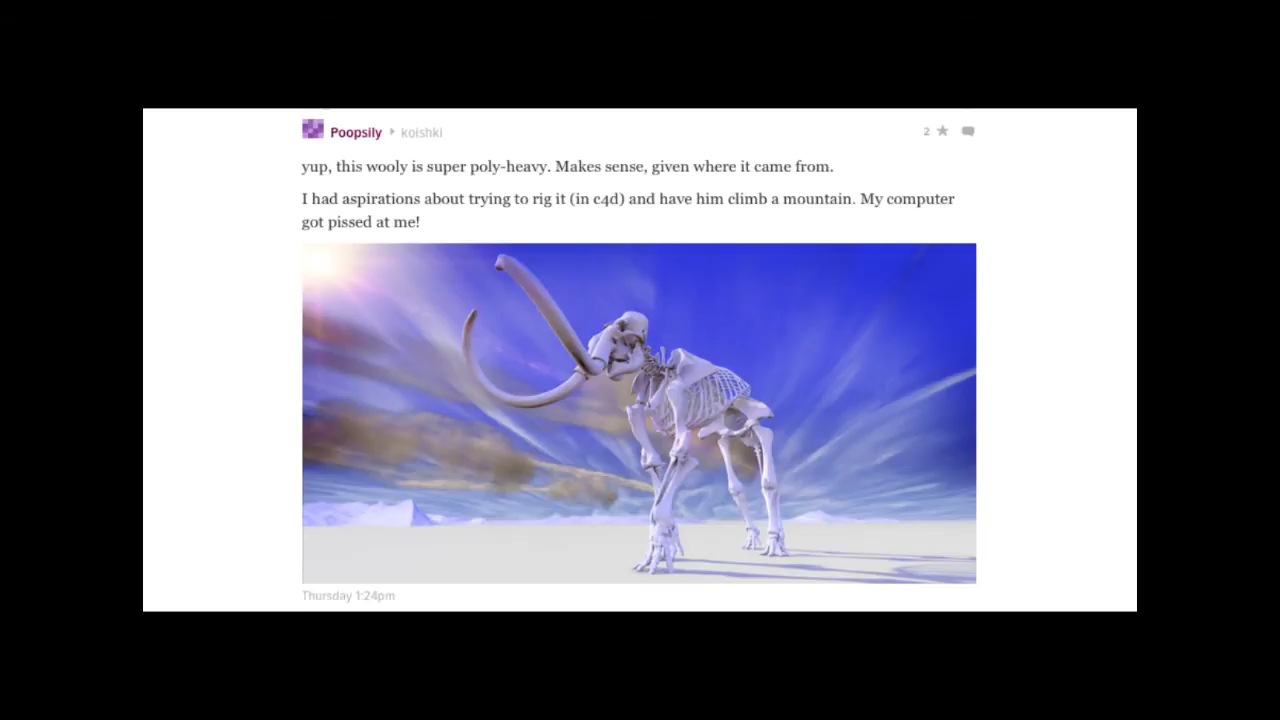 Poopsily koishki 2
yup, this wooly is super poly-heavy. Makes sense, given where it came from.
I had aspirations about trying to rig it (in c4d) and have him climb a mountain. My computer
got pissed at me!
Thursday 1:24pm